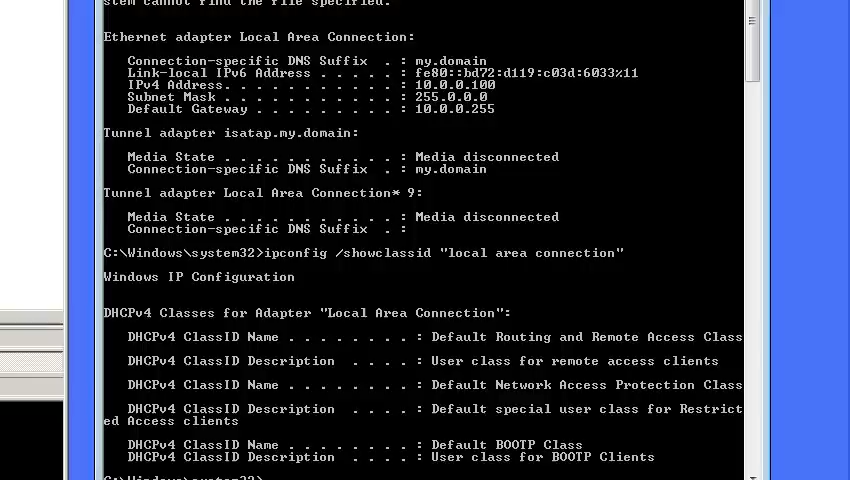 stem cannot find the file specified.
Ethernet adapter Local Area Connection:
Connection-specific DNS Suffix . : my.domain
Link-local IPv6 Address . . . . . : fe80::bd72:d119:c03d:6033%11
IPv4 Address. . . . . . . . . . . : 10.0.0.100
Subnet Mask . . . . . . . . . . . : 255.0.0.0
Default Gateway . . . . . . . . . : 10.0.0.255
Tunnel adapter isatap.my.domain:
Media State . . . . . . . . . . . : Media disconnected
Connection-specific DNS Suffix . : my.domain
Tunnel adapter Local Area Connection* 9:
Media State . . . . . . . . . . . : Media disconnected
Connection-specific DNS Suffix . :
C:\Windows\system32>ipconfig /showclassid "local area connection"
Windows IP Configuration
DHCPv4 Classes for Adapter "Local Area Connection":
DHCPv4 ClassID Name . . . . . . . . : Default Routing and Remote Access Class
DHCPv4 ClassID Description . . . . : User class for remote access clients
DHCPv4 ClassID Name . . . . . . . . : Default Network Access Protection Class
DHCPv4 ClassID Description . . . . : Default special user class for Restrict
ed Access clients
DHCPv4 ClassID Name . . . . . . . . : Default BOOTP Class
DHCPv4 ClassID Description . . . . : User class for BOOTP Clients
C:\Windows\system32>